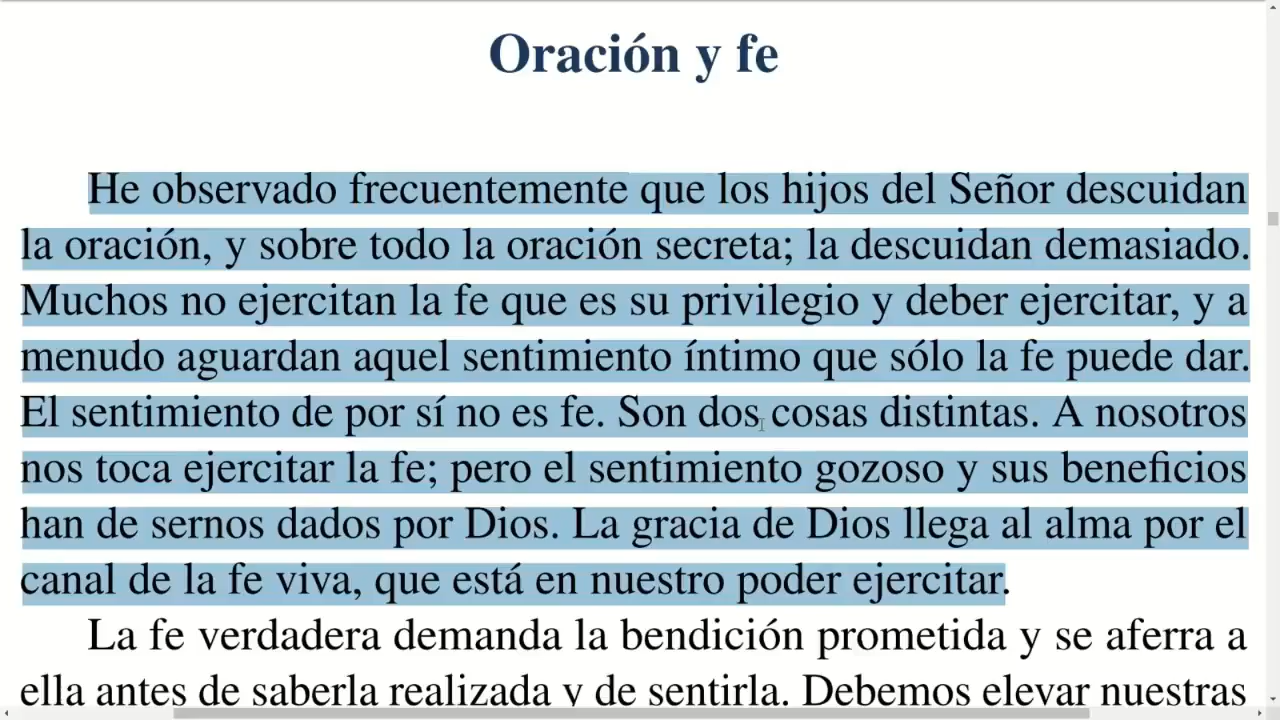 Oración y fe
He observado frecuentemente que los hijos del Señor descuidan
la oración, y sobre todo la oración secreta; la descuidan demasiado.
Muchos no ejercitan la fe que es su privilegio y deber ejercitar, y a
menudo aguardan aquel sentimiento íntimo que sólo la fe puede dar.
El sentimiento de por sí no es fe. Son dos cosas distintas. A nosotros
nos toca ejercitar la fe; pero el sentimiento gozoso y sus beneficios
han de sernos dados por Dios. La gracia de Dios llega al alma por el
canal de la fe viva, que está en nuestro poder ejercitar.
La fe verdadera demanda la bendición prometida y se aferra a
ella antes de saberla realizada y de sentirla. Debemos elevar nuestras